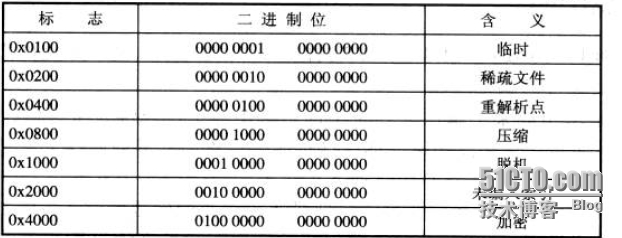 标 志 二 进 制 位 含 义
0x0100 0000 0001 0000 0000 临时
0x0200 0000 0010 0000 0000 稀疏文件
0x0400 0000 0100 0000 0000 重解析点
0x0800 0000 1000 0000 0000 压缩
0x1000 0001 0000 0000 0000 脱机
0x2000 0010 0000 0000 0000
0x4000 0100 0000 0000 0000 加密
51CTO.com
技术博客 Blog